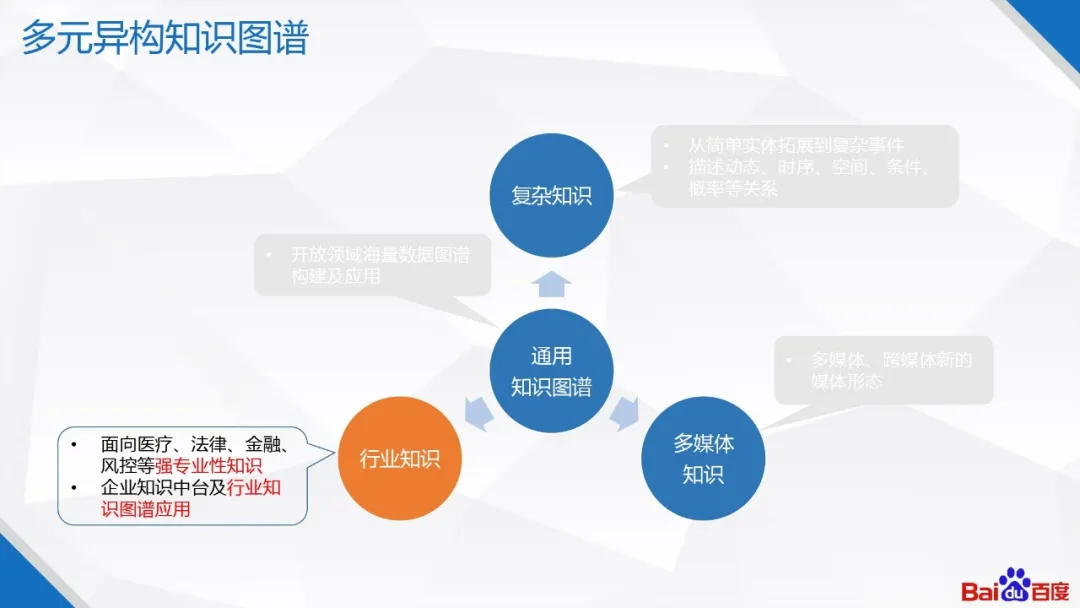 多元异构知识图谱
• 从简单实体拓展到复杂事件
• 描述动态、时序、空间、条件、
概率等关系
复杂知识
• 开放领域海量数据图谱
构建及应用
通用
知识图谱
• 多媒体、跨媒体新的
媒体形态
• 面向医疗、法律、金融、
风控等强专业性知识
• 企业知识中台及行业知
识图谱应用
行业知识
多媒体
知识
Bai du 百度